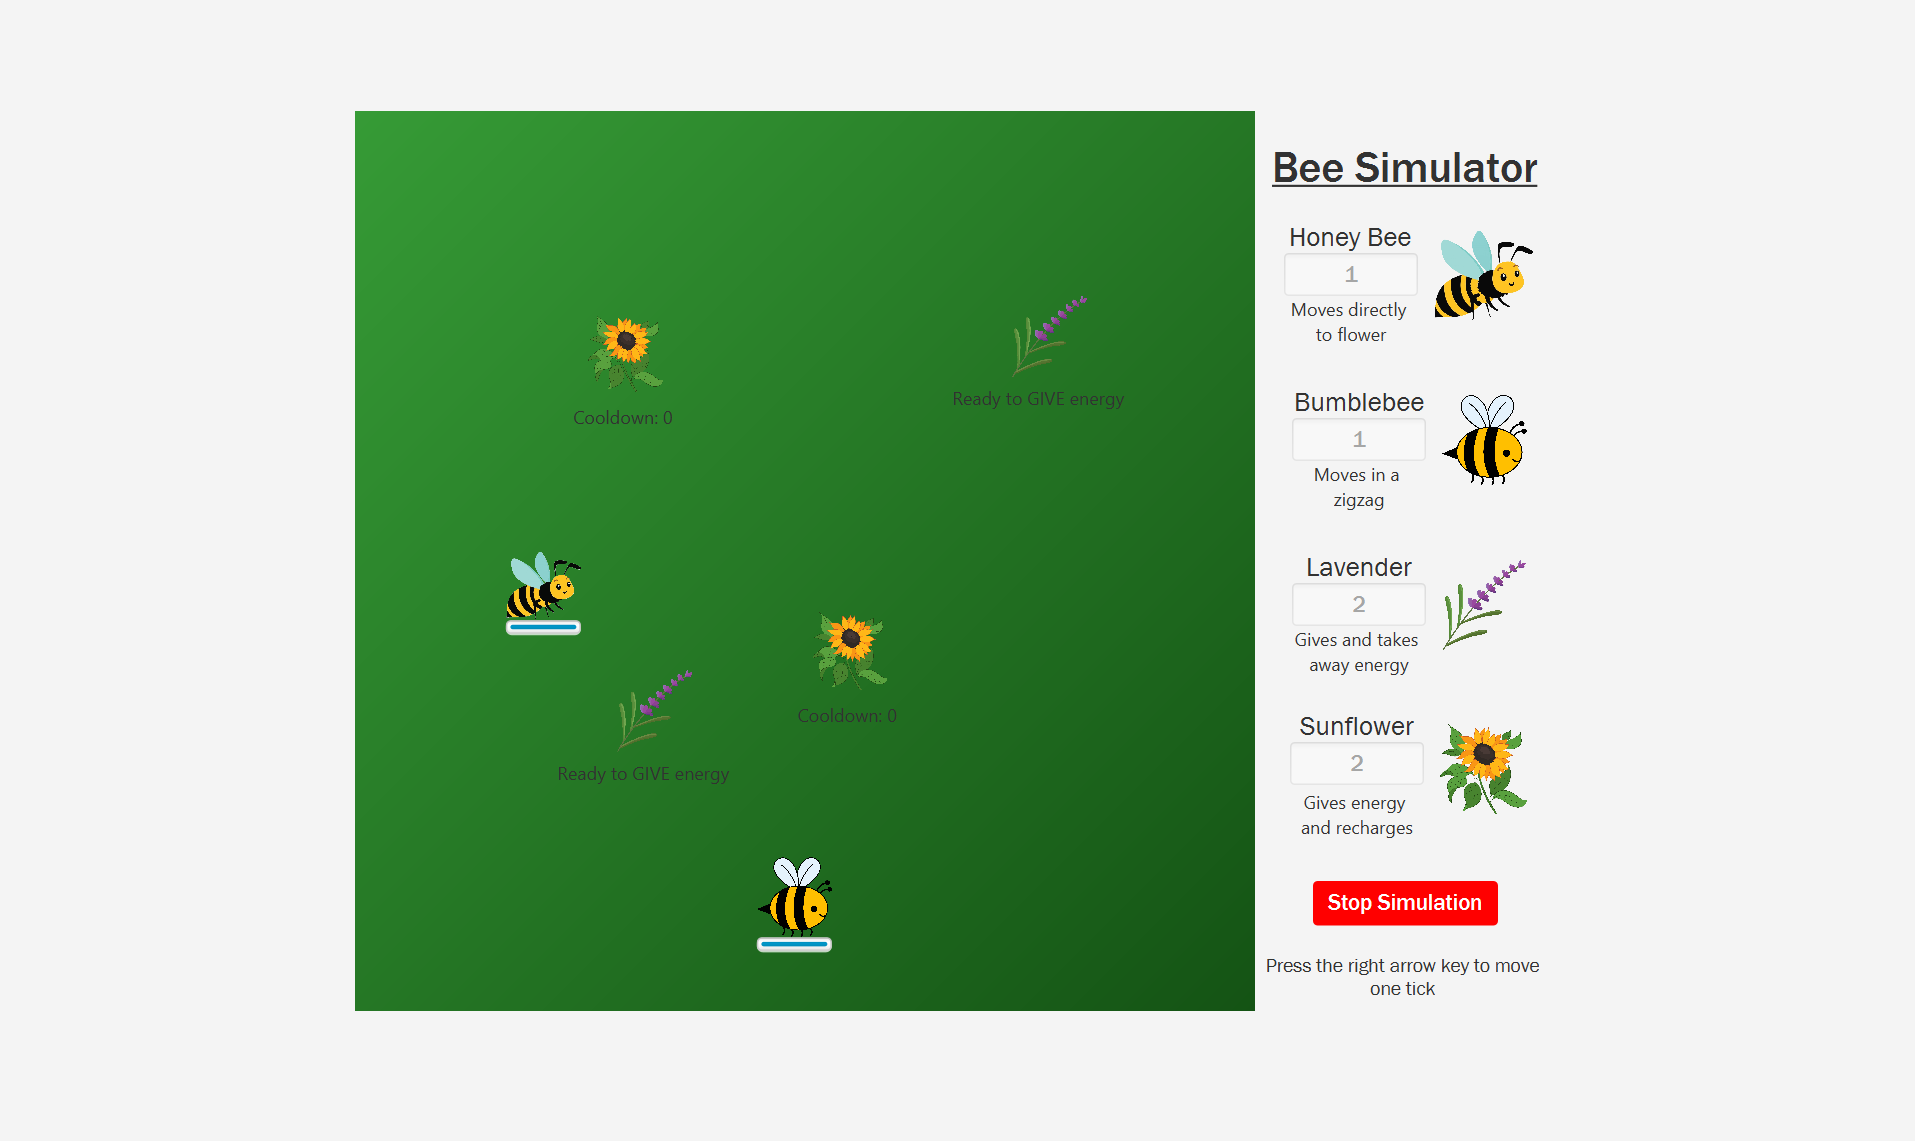 Cooldown: 0
Ready to GIVE energy
Cooldown: 0
Ready to GIVE energy
Bee Simulator
Honey Bee
1
Moves directly
to flower
Bumblebee
1
Moves in a
zigzag
Lavender
2
Gives and takes
away energy
Sunflower
2
Gives energy
and recharges
Stop Simulation
Press the right arrow key to move
one tick